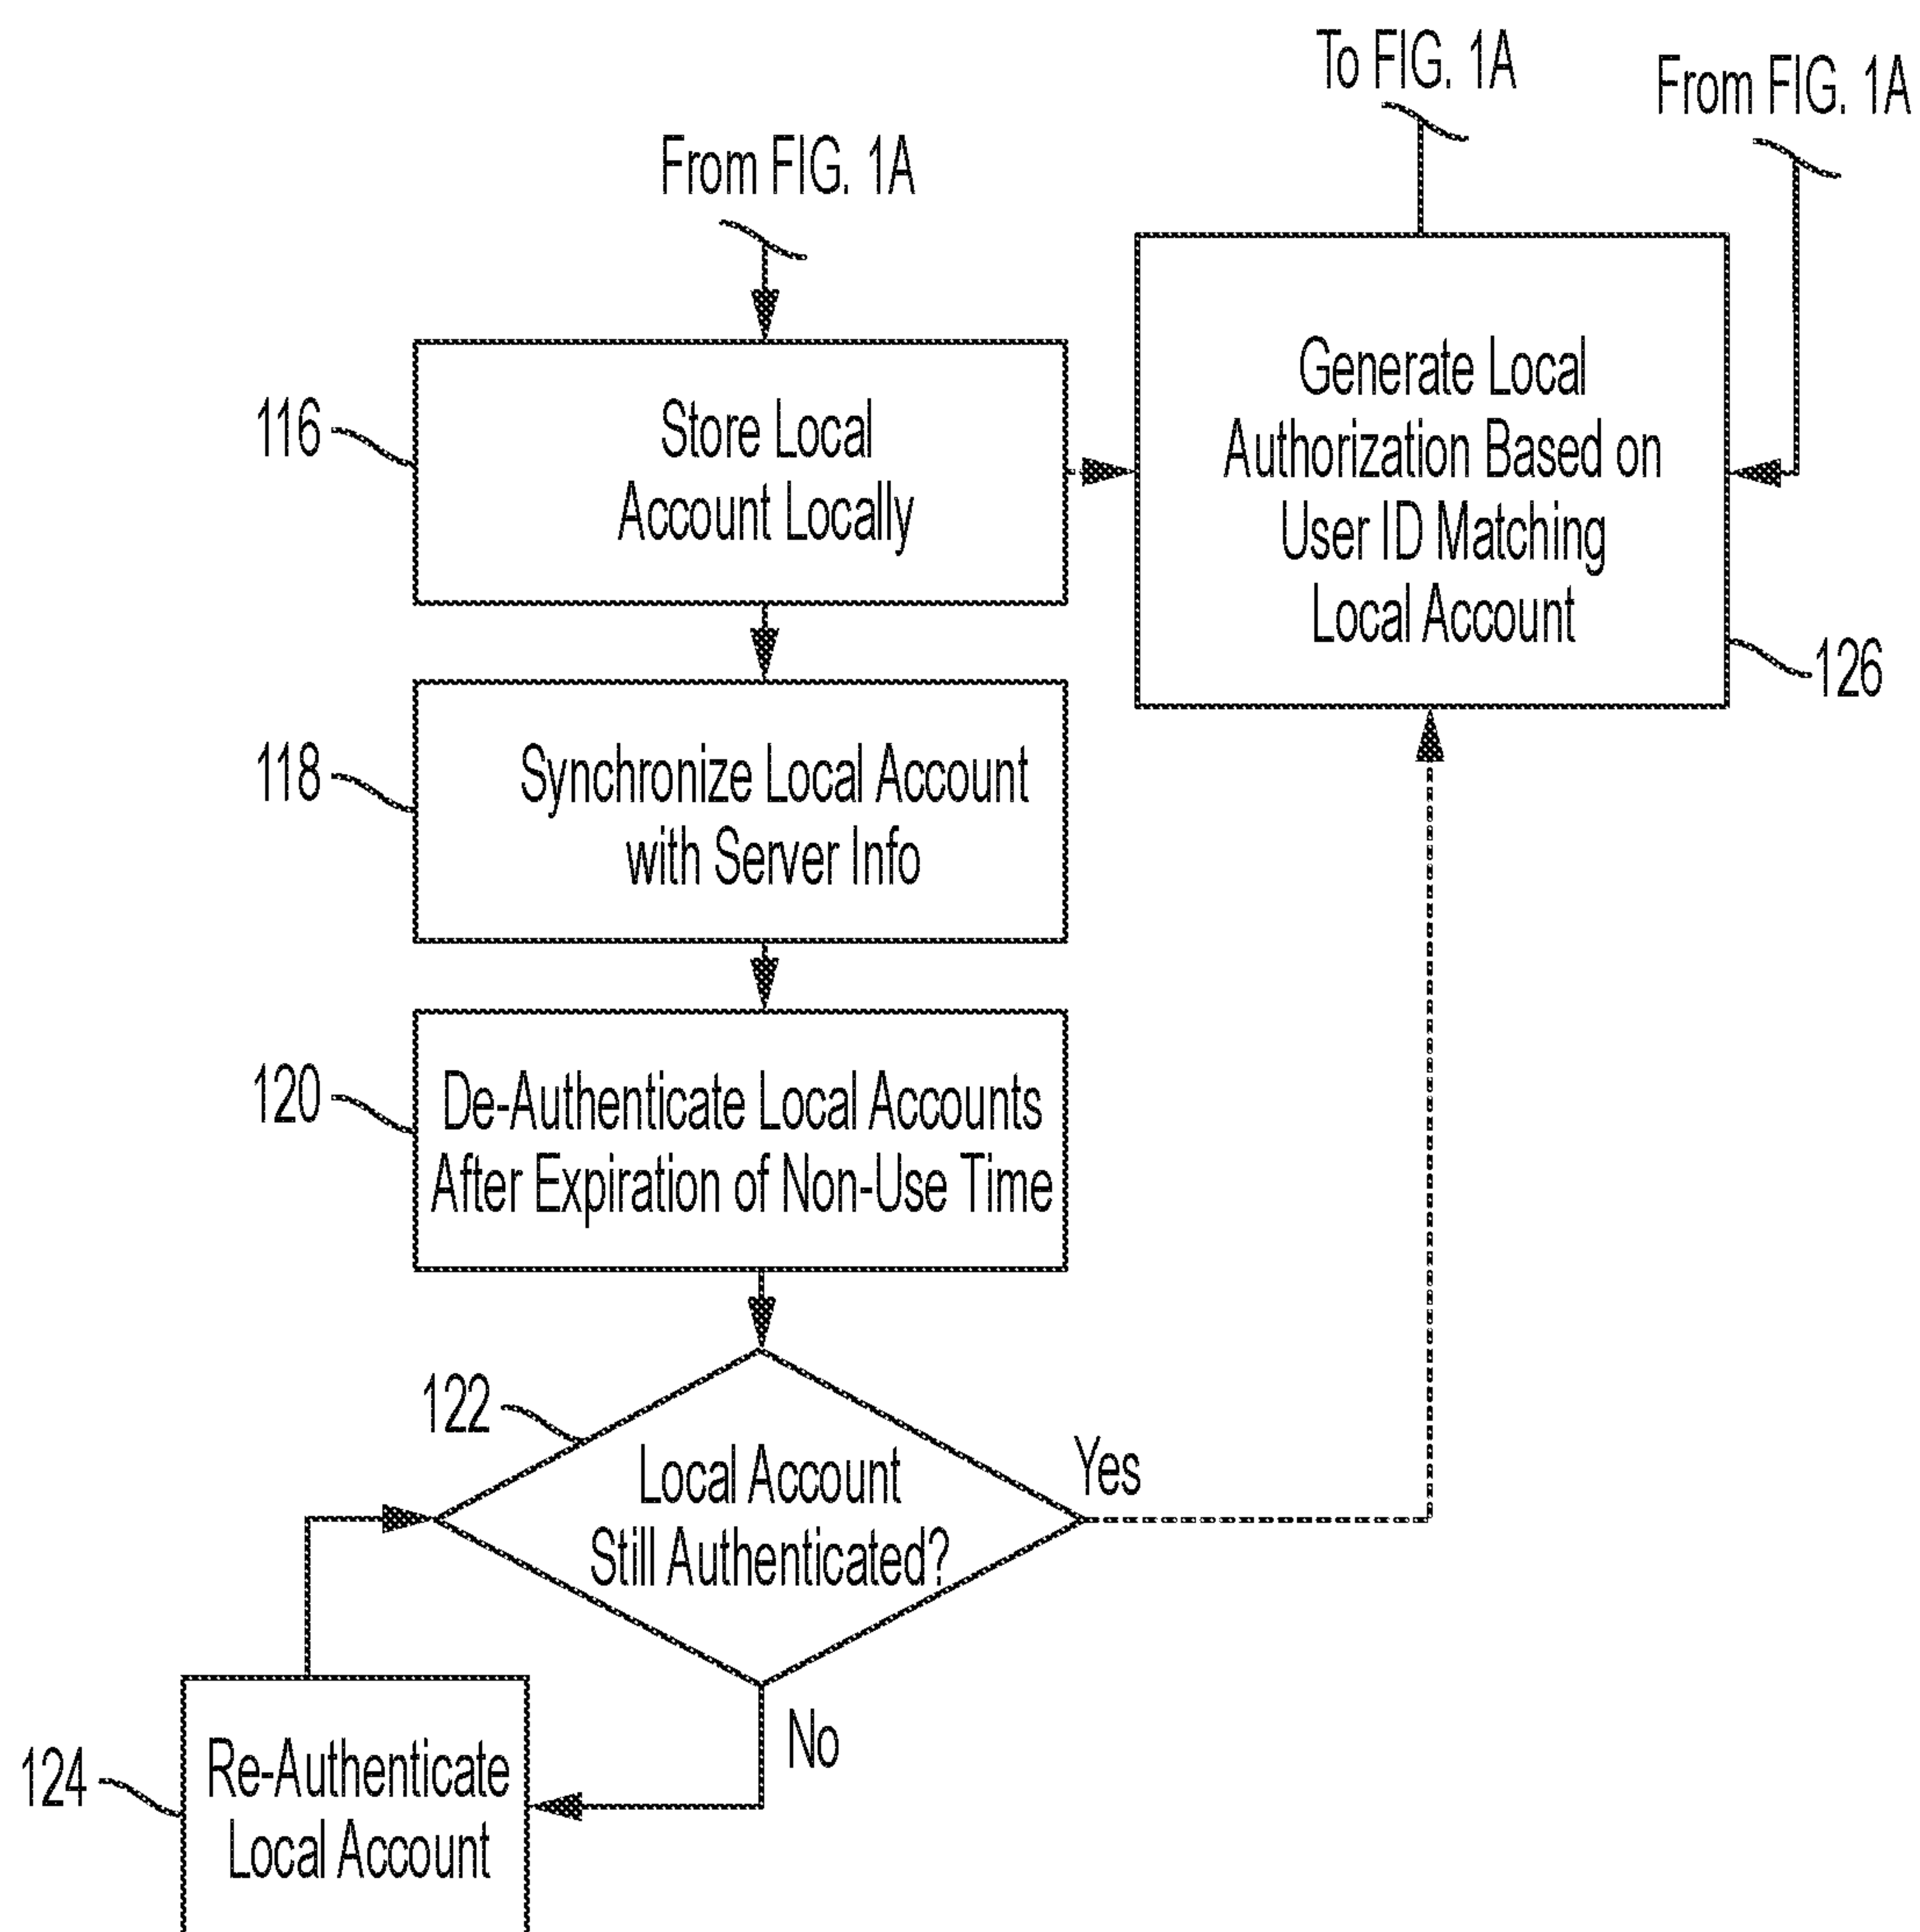 To FIG. 1A
From FIG. 1A
From FIG. 1A
116
Store Local
Account Locally
Generate Local
Authorization Based on
User ID Matching
Local Account
126
118
Synchronize Local Account
with Server Info
120
De-Authenticate Local Accounts
After Expiration of Non-Use Time
122
Local Account
Still Authenticated?
Yes
No
124
Re-Authenticate
Local Account